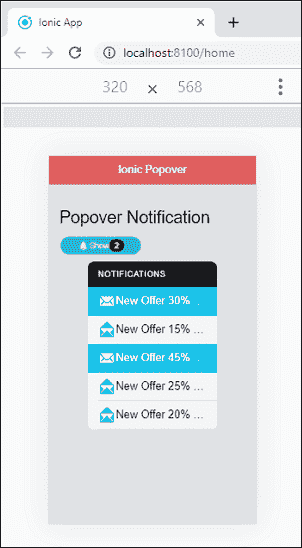 Ionic App
localhost:8100/home
320 × 568
Ionic Popover
Popover Notification
Show 2
NOTIFICATIONS
New Offer 30% ...
New Offer 15% ...
New Offer 45% ...
New Offer 25% ...
New Offer 20% ...